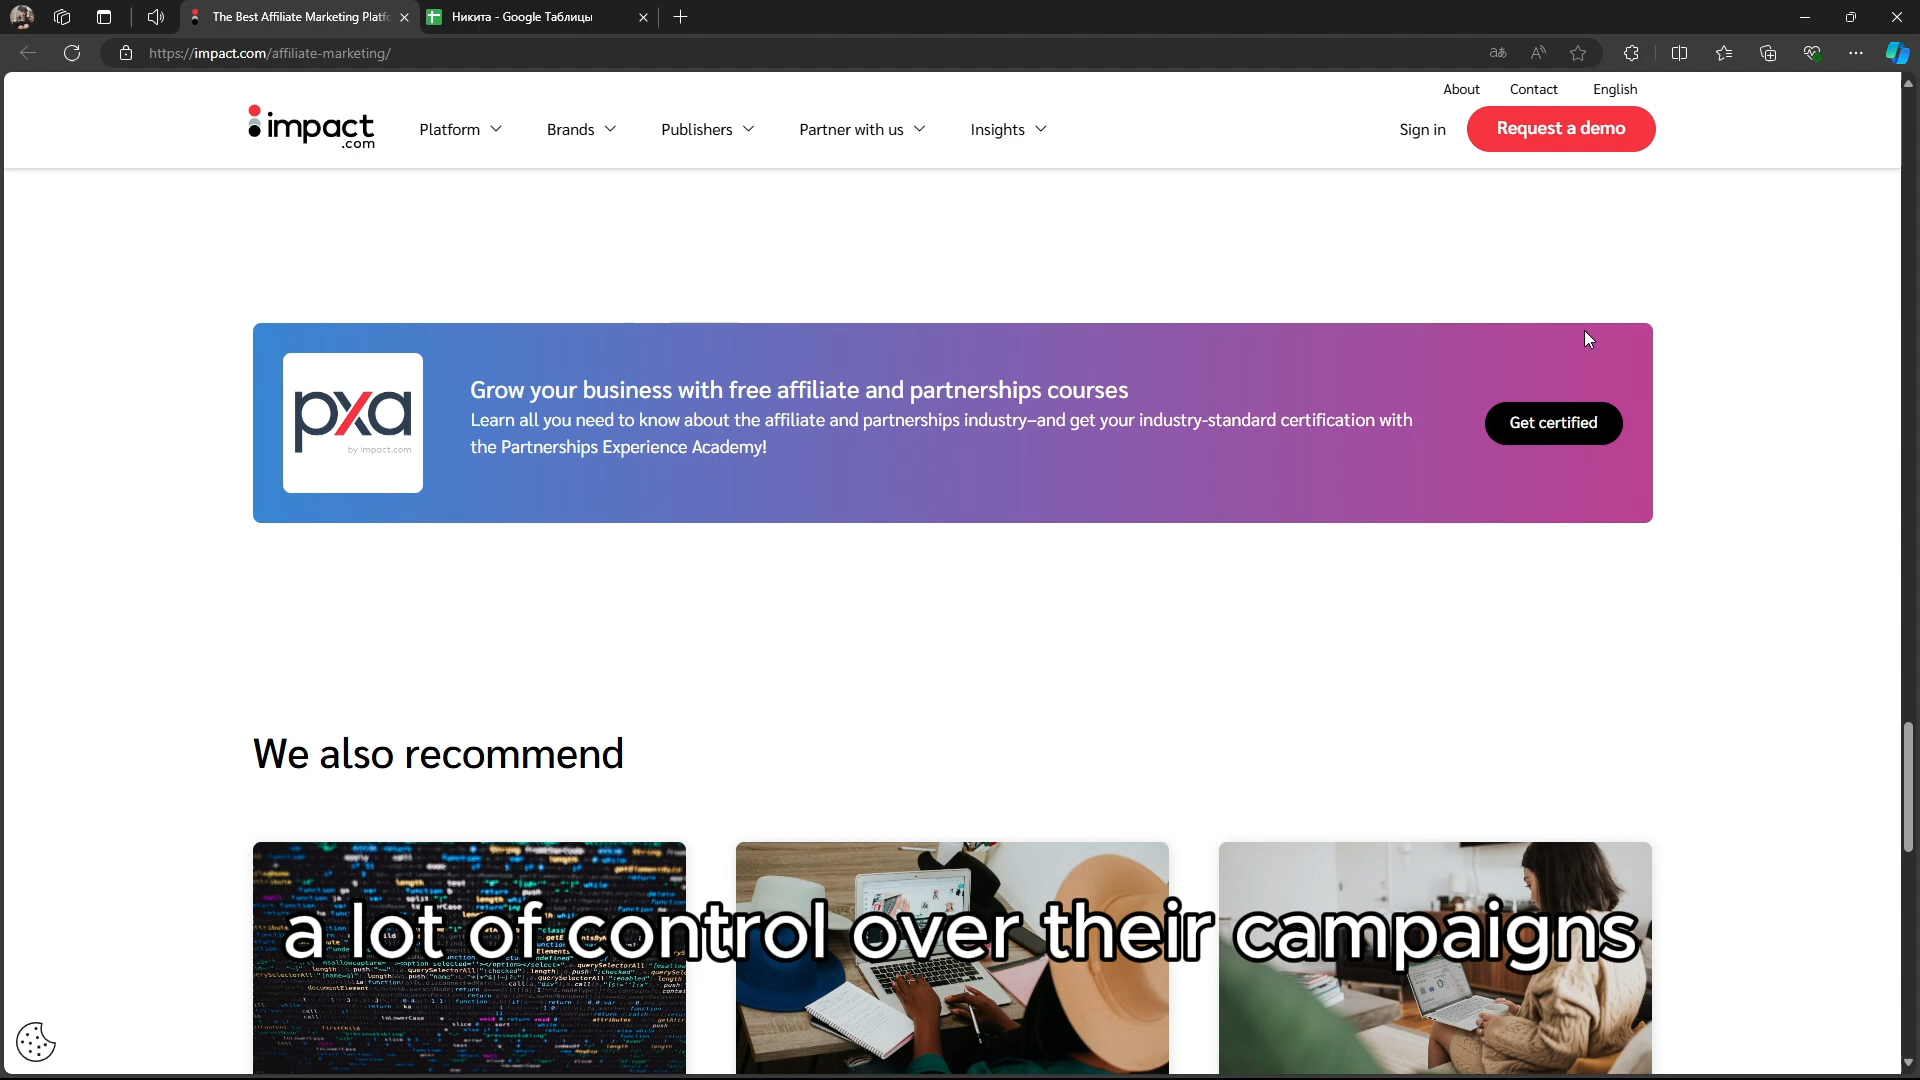 The Best Affiliate Marketing Platfo
Никита - Google Таблицы
https://impact.com/affiliate-marketing/
About Contact English
impact
.com
Platform Brands Publishers Partner with us Insights Sign in Request a demo
pxa
by impact.com
Grow your business with free affiliate and partnerships courses
Learn all you need to know about the affiliate and partnerships industry–and get your industry-standard certification with
the Partnerships Experience Academy!
Get certified
We also recommend
a lot of control over their campaigns